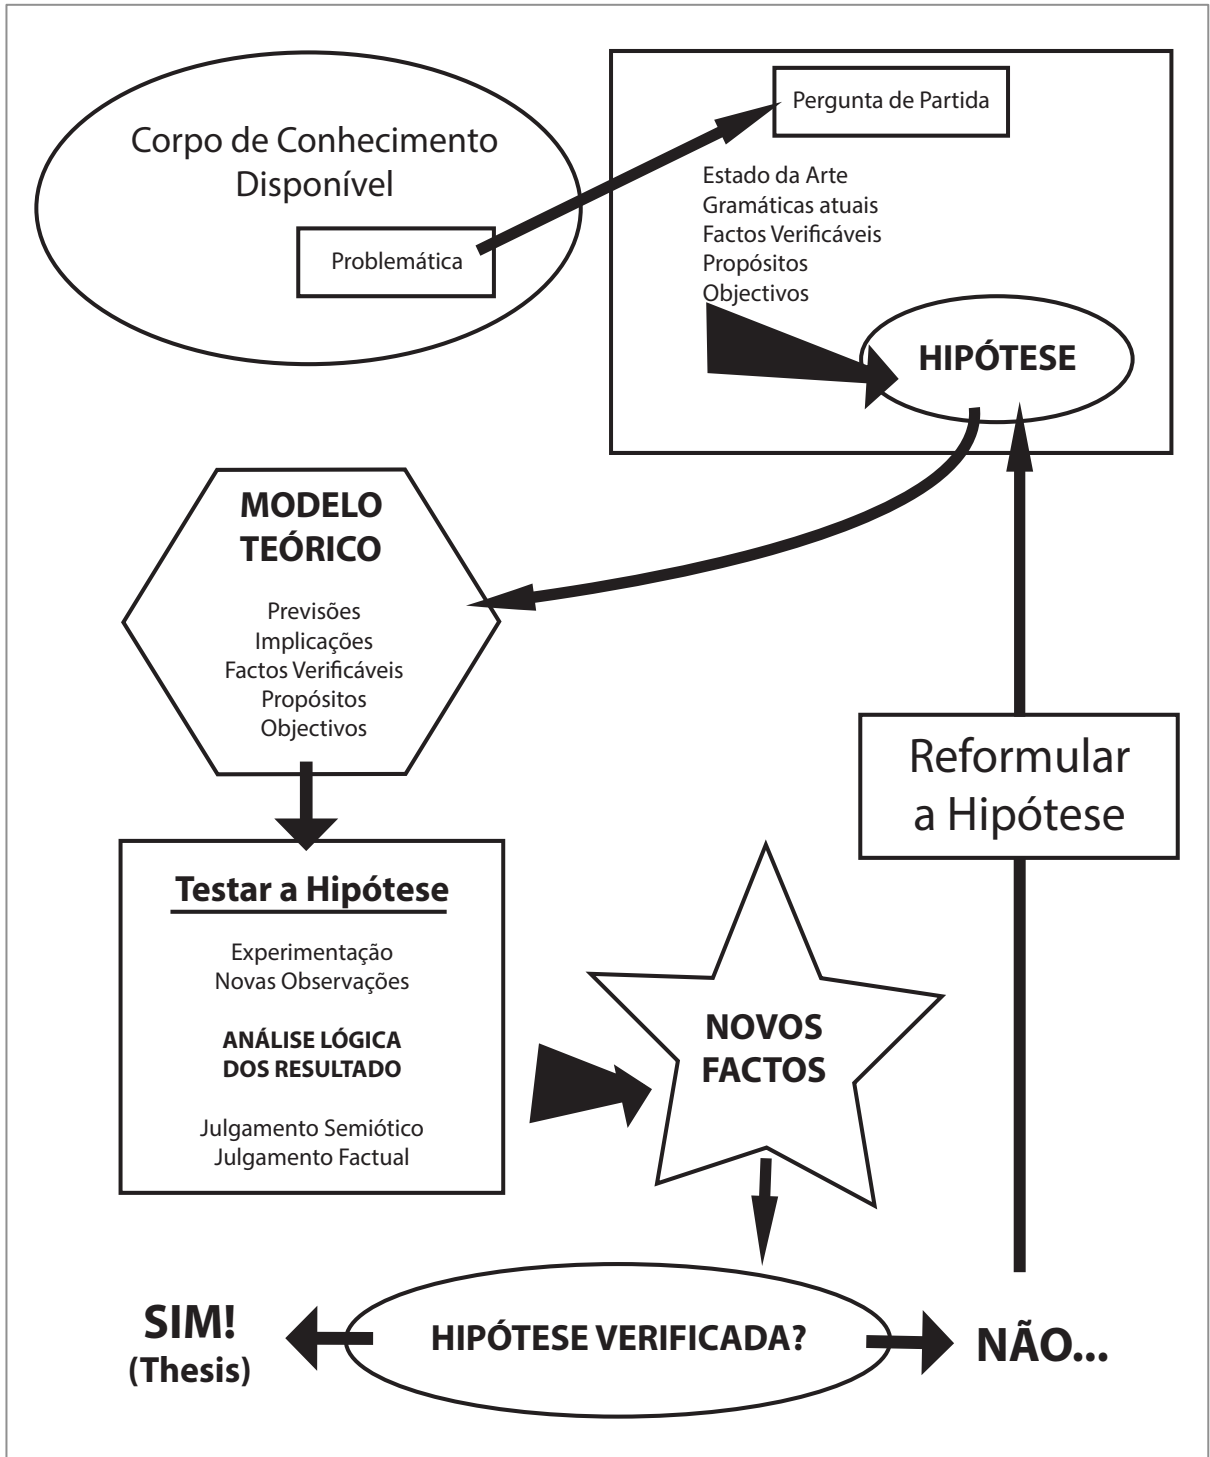 Corpo de Conhecimento
Disponível
Problemática
Pergunta de Partida
Estado da Arte
Gramáticas atuais
Factos Verificáveis
Propósitos
Objectivos
HIPÓTESE
MODELO
TEÓRICO
Previsões
Implicações
Factos Verificáveis
Propósitos
Objectivos
Reformular
a Hipótese
Testar a Hipótese
Experimentação
Novas Observações
ANÁLISE LÓGICA
DOS RESULTADO
Julgamento Semiótico
Julgamento Factual
NOVOS
FACTOS
HIPÓTESE VERIFICADA?
SIM!
(Thesis)
NÃO...